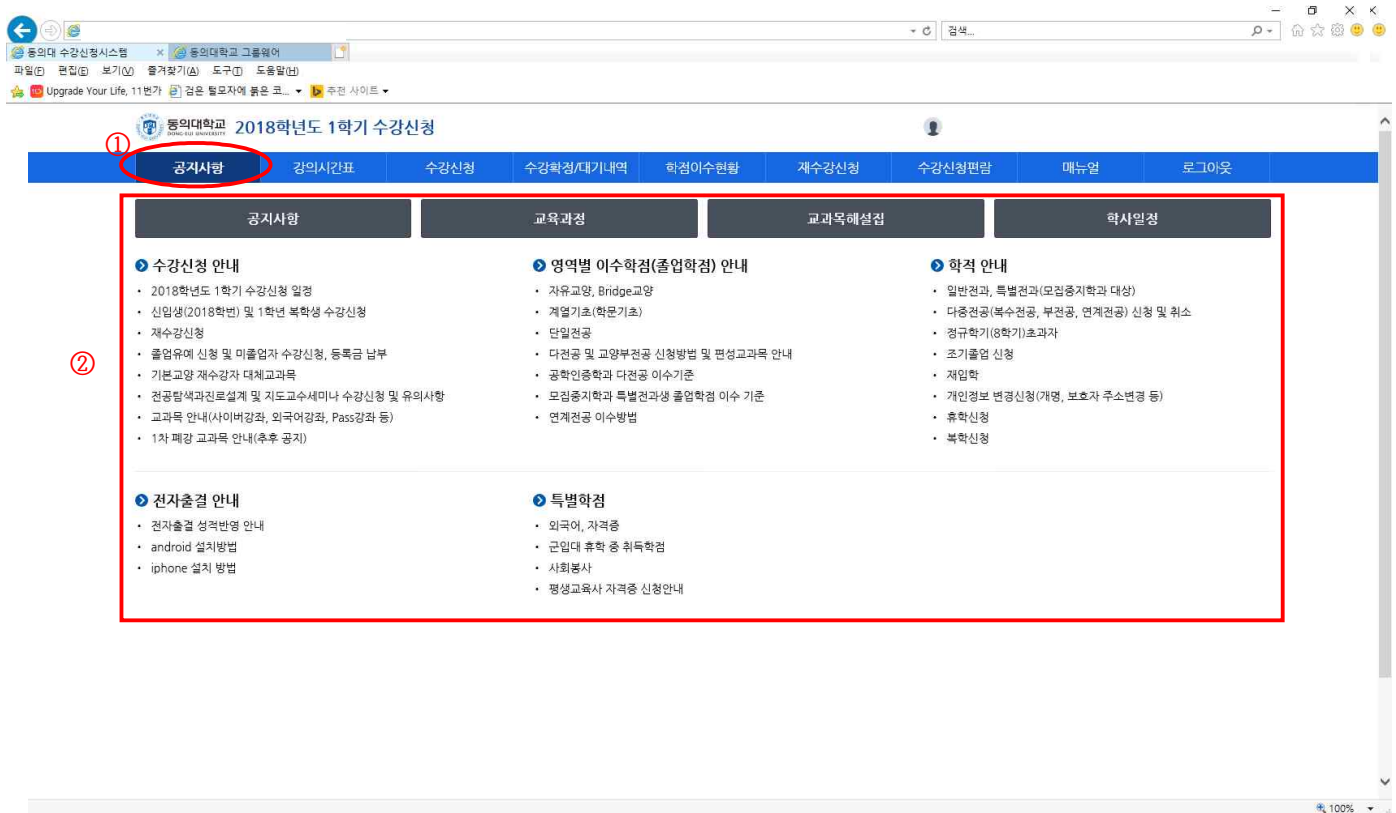 검색...
동의대 수강신청시스템
동의대학교 그룹웨어
파일(F) 편집(E) 보기(V) 즐겨찾기(A) 도구(T) 도움말(H)
Upgrade Your Life, 11번가 검은 털모자에 붉은 코... 추천 사이트
동의대학교 DONG-EUI UNIVERSITY 2018학년도 1학기 수강신청
①
공지사항 강의시간표 수강신청 수강확정/대기내역 학점이수현황 재수강신청 수강신청편람 매뉴얼 로그아웃
②
공지사항 교육과정 교과목해설집 학사일정
수강신청 안내
• 2018학년도 1학기 수강신청 일정
• 신입생(2018학번) 및 1학년 복학생 수강신청
• 재수강신청
• 졸업유예 신청 및 미졸업자 수강신청, 등록금 납부
• 기본교양 재수강자 대체교과목
• 전공탐색과진로설계 및 지도교수세미나 수강신청 및 유의사항
• 교과목 안내(사이버강좌, 외국어강좌, Pass강좌 등)
• 1차 폐강 교과목 안내(추후 공지)
영역별 이수학점(졸업학점) 안내
• 자유교양, Bridge교양
• 계열기초(학문기초)
• 단일전공
• 다전공 및 교양부전공 신청방법 및 편성교과목 안내
• 공학인증학과 다전공 이수기준
• 모집중지학과 특별전과생 졸업학점 이수 기준
• 연계전공 이수방법
학적 안내
• 일반전과, 특별전과(모집중지학과 대상)
• 다중전공(복수전공, 부전공, 연계전공) 신청 및 취소
• 정규학기(8학기)초과자
• 조기졸업 신청
• 재입학
• 개인정보 변경신청(개명, 보호자 주소변경 등)
• 휴학신청
• 복학신청
전자출결 안내
• 전자출결 성적반영 안내
• android 설치방법
• iphone 설치 방법
특별학점
• 외국어, 자격증
• 군입대 휴학 중 취득학점
• 사회봉사
• 평생교육사 자격증 신청안내
100%